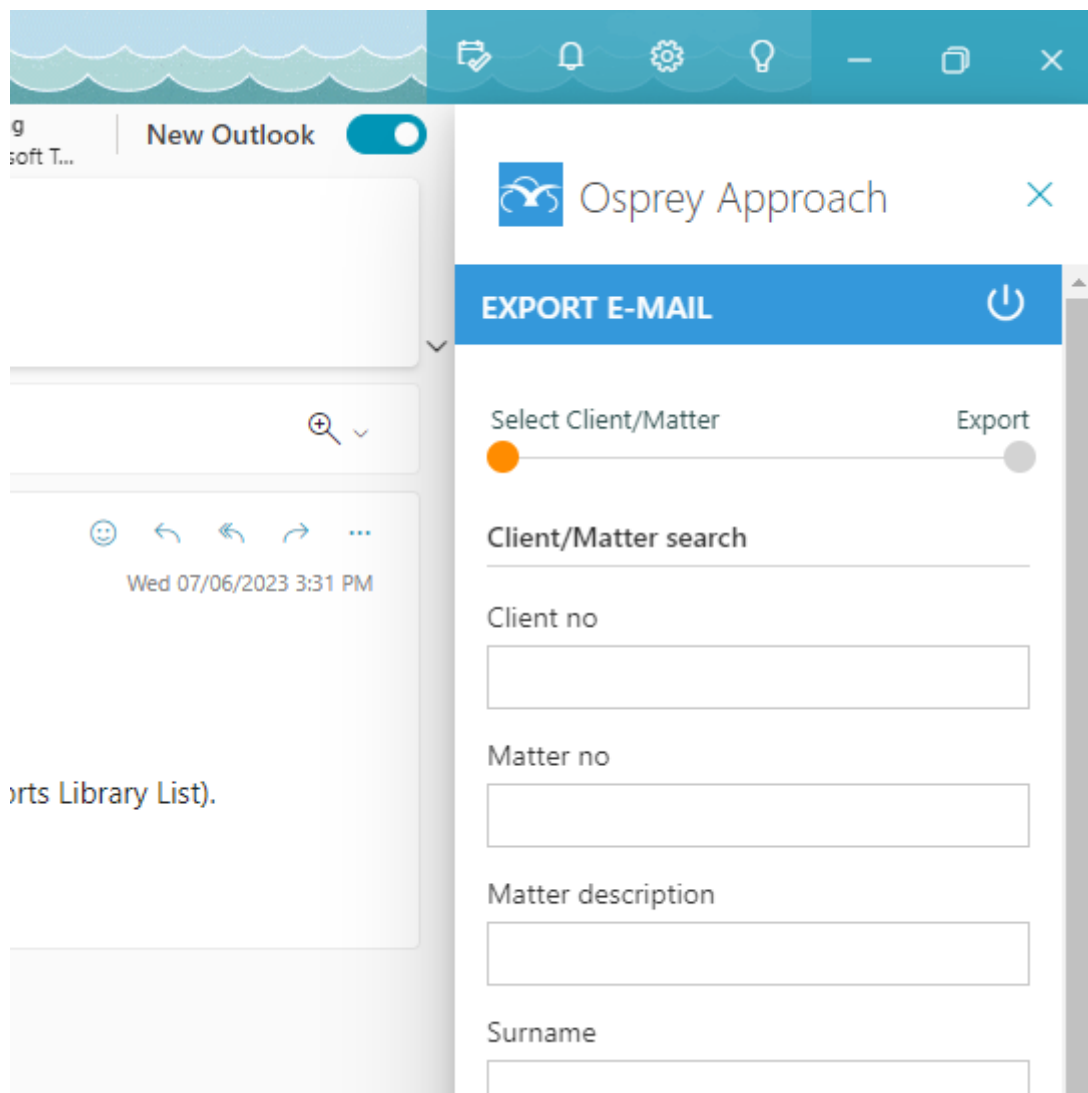 g
soft T...
New Outlook
Osprey Approach
EXPORT E-MAIL
Select Client/Matter
Export
Client/Matter search
Wed 07/06/2023 3:31 PM
Client no
Matter no
orts Library List).
Matter description
Surname